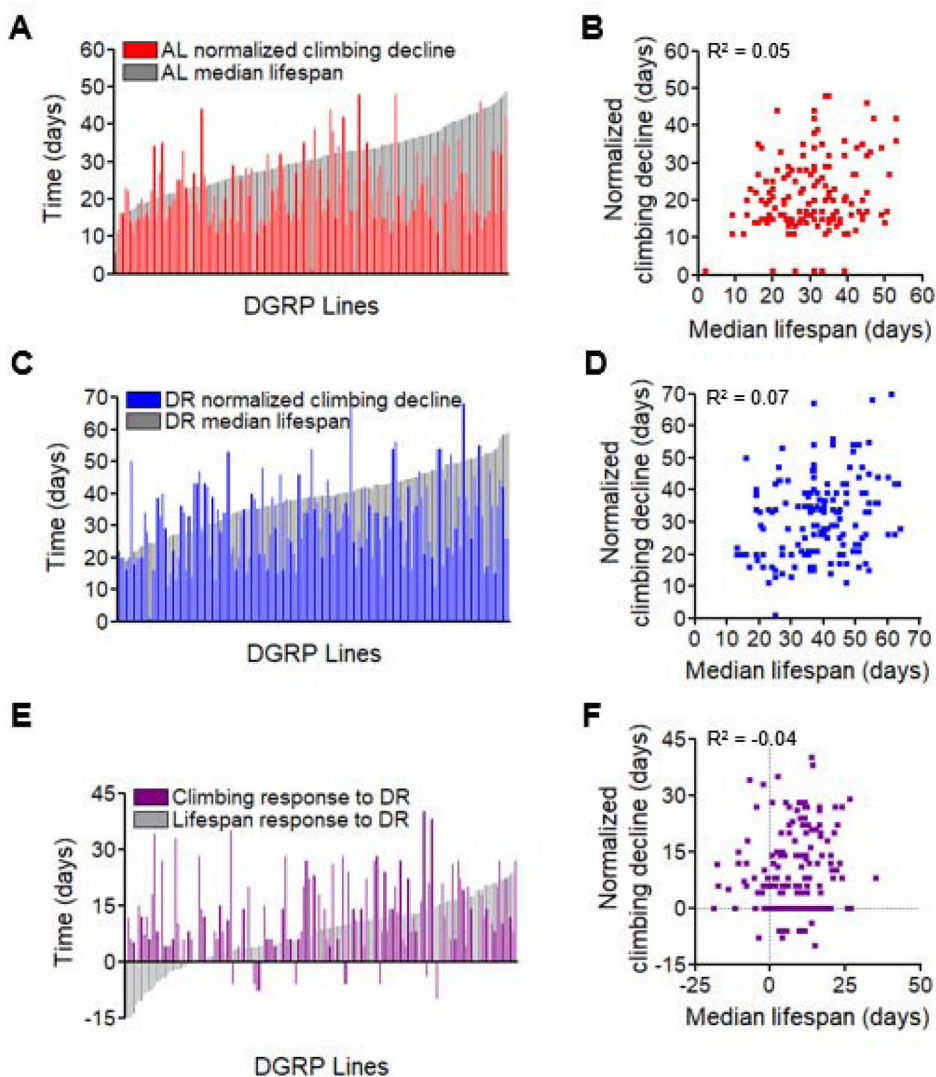 A
60
50
40
30
20
10
0
Time (days)
AL normalized climbing decline
AL median lifespan
DGRP Lines
B
R² = 0.05
60
50
40
30
20
10
0
Normalized
climbing decline (days)
0 10 20 30 40 50 60
Median lifespan (days)
C
70
60
50
40
30
20
10
0
Time (days)
DR normalized climbing decline
DR median lifespan
DGRP Lines
D
R² = 0.07
70
60
50
40
30
20
10
0
Normalized
climbing decline (days)
0 10 20 30 40 50 60 70
Median lifespan (days)
E
45
30
15
0
-15
Time (days)
Climbing response to DR
Lifespan response to DR
DGRP Lines
F
R² = -0.04
45
30
15
0
-15
Normalized
climbing decline (days)
-25 0 25 50
Median lifespan (days)